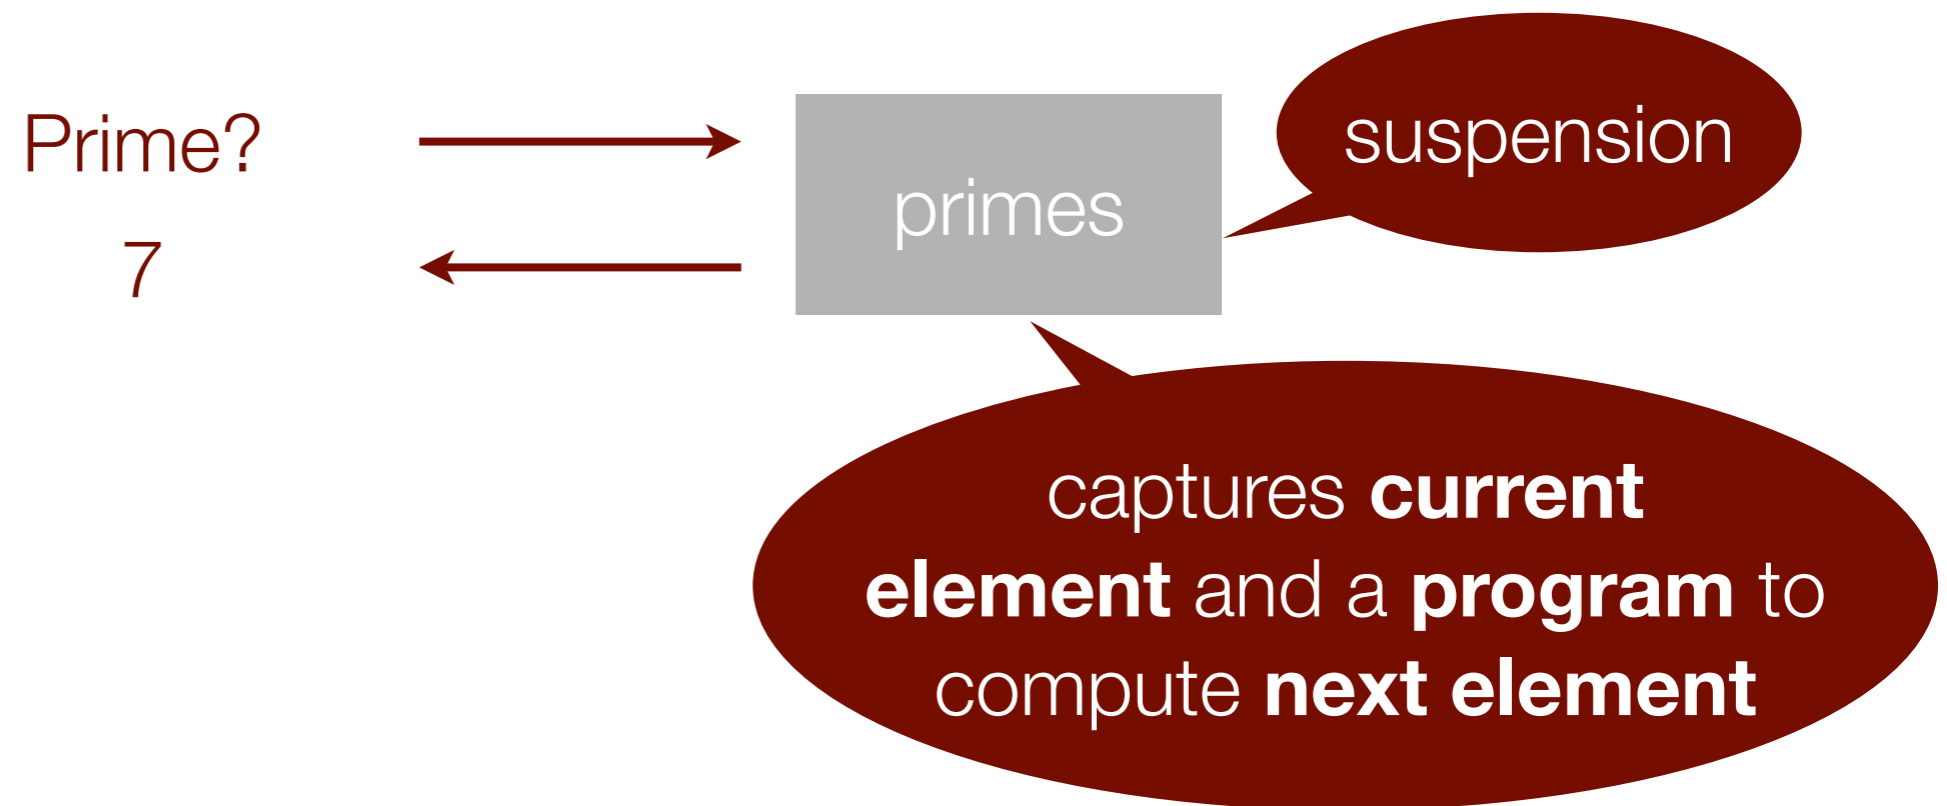 Prime?
7
primes
suspension
captures current
element and a program to
compute next element